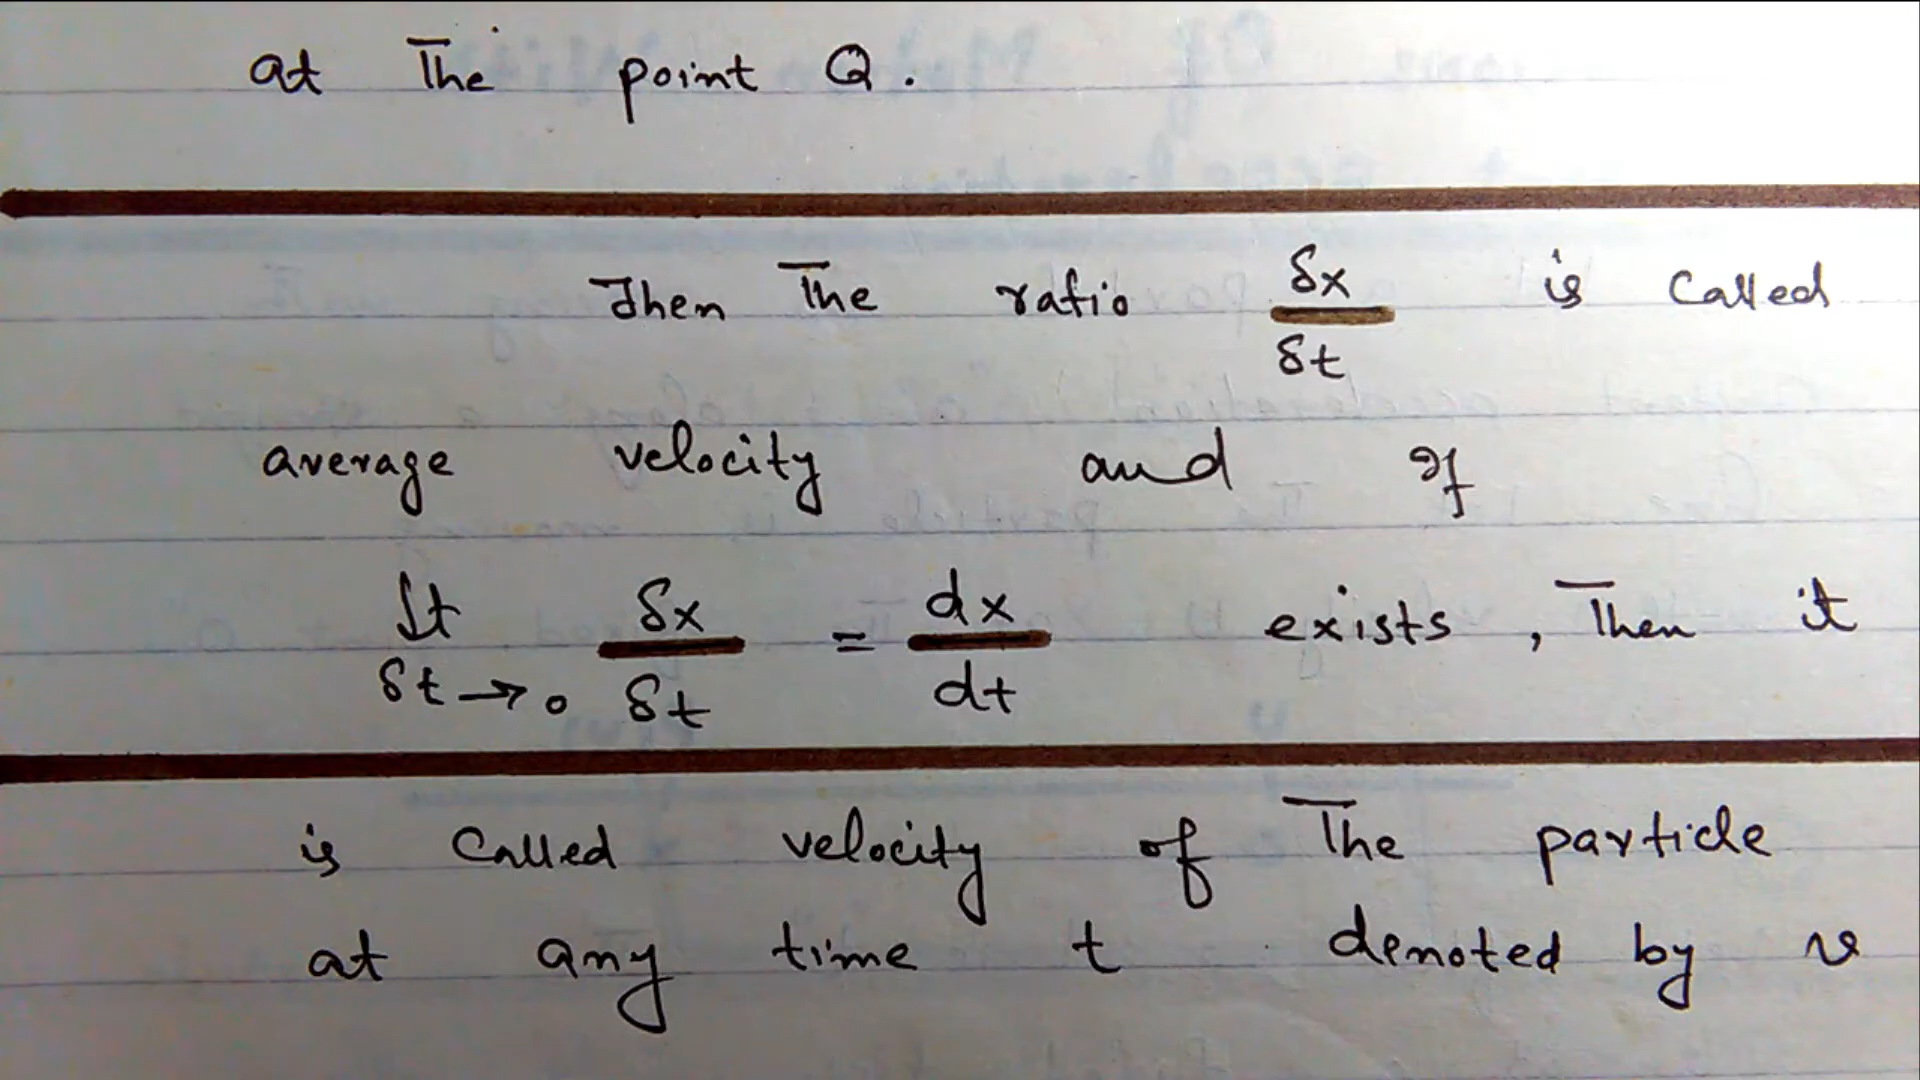 at The point Q.
Then The ratio δx/δt is called
average velocity and If
lt δt→0 δx/δt = dx/dt exists, Then it
is called velocity of The particle
at any time t denoted by v